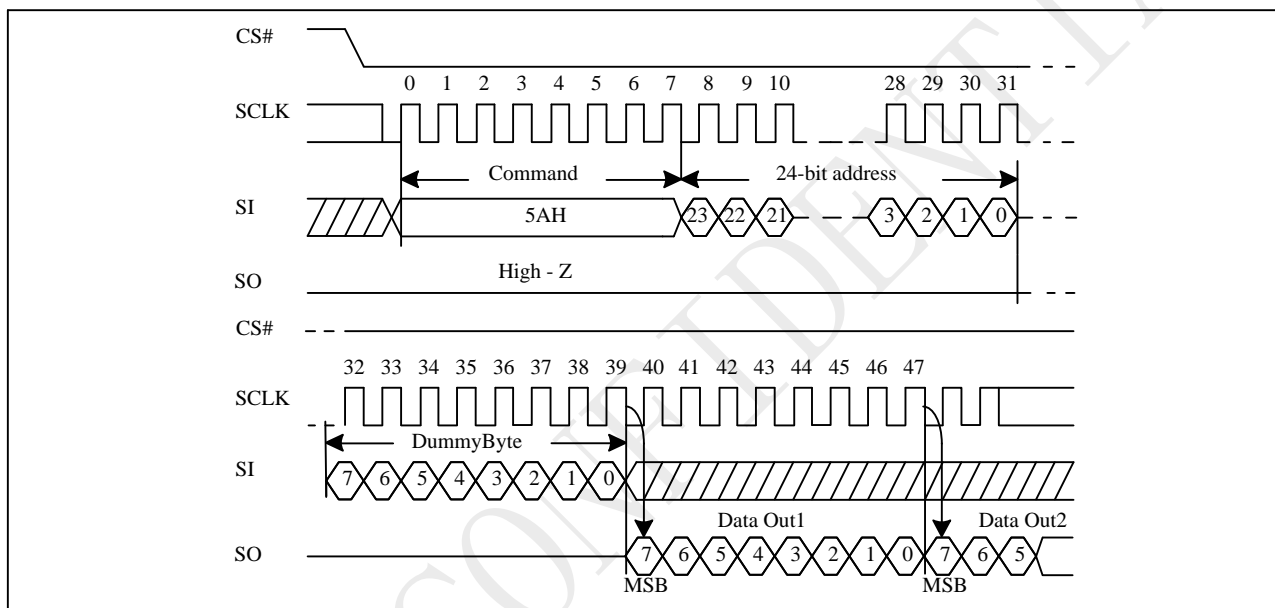 CS#
0 1 2 3 4 5 6 7 8 9 10 28 29 30 31
SCLK
Command 24-bit address
SI 5AH 23 22 21 3 2 1 0
High - Z
SO
CS#
32 33 34 35 36 37 38 39 40 41 42 43 44 45 46 47
SCLK
DummyByte
SI 7 6 5 4 3 2 1 0
Data Out1 Data Out2
SO 7 6 5 4 3 2 1 0 7 6 5
MSB MSB
CONFIDENTIA